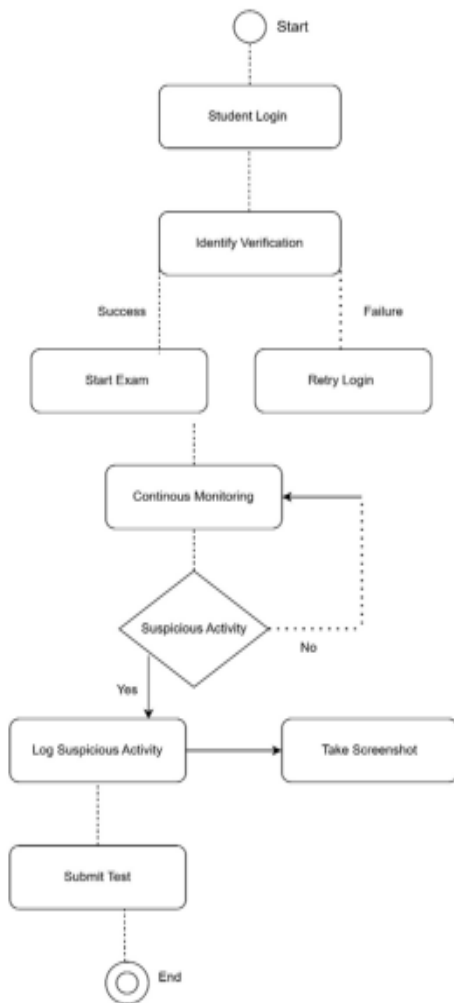 Start
Student Login
Identify Verification
Success
Failure
Start Exam
Retry Login
Continous Monitoring
Suspicious Activity
No
Yes
Log Suspicious Activity
Take Screenshot
Submit Test
End